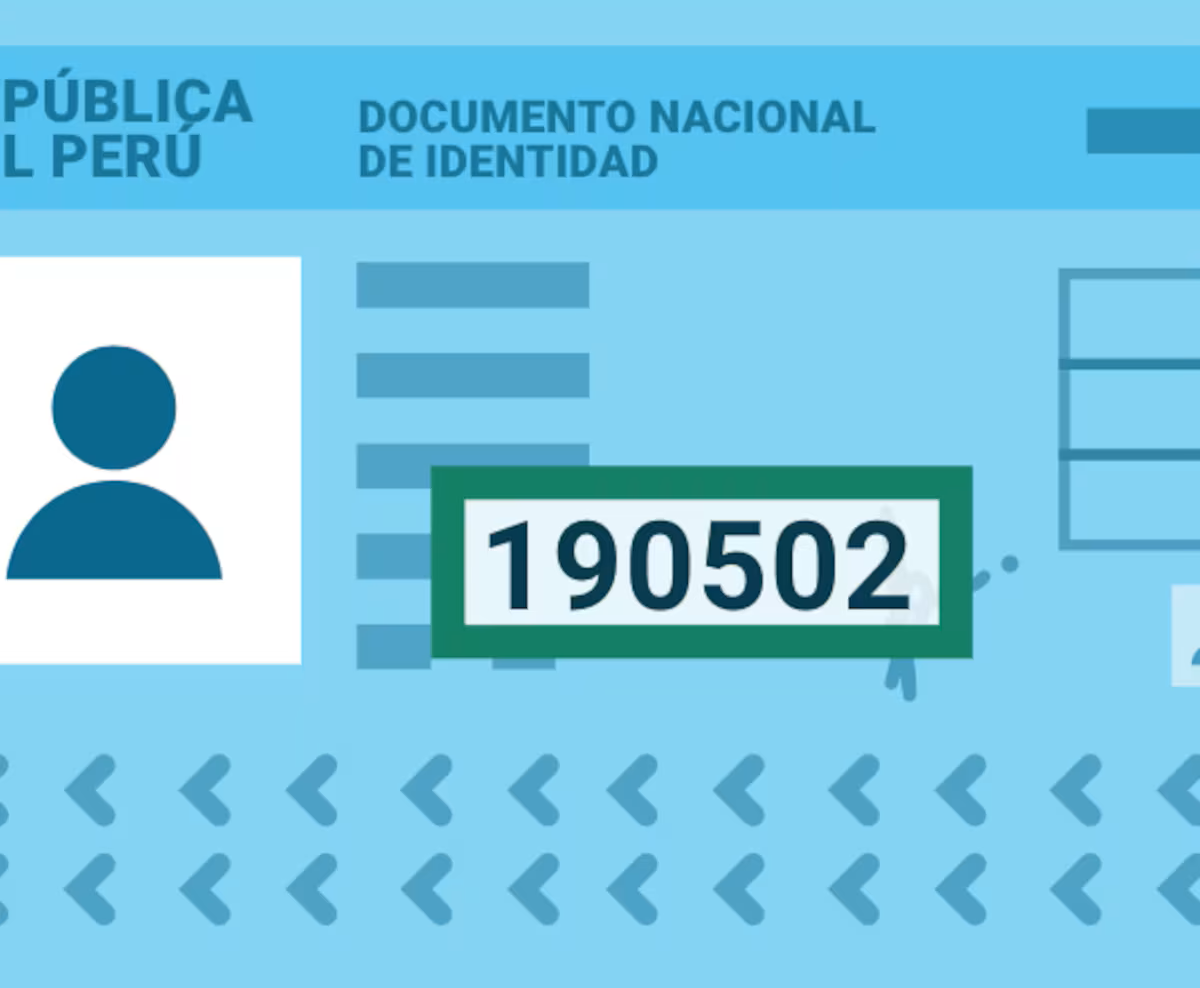 PÚBLICA
L PERÚ
DOCUMENTO NACIONAL
DE IDENTIDAD
190502